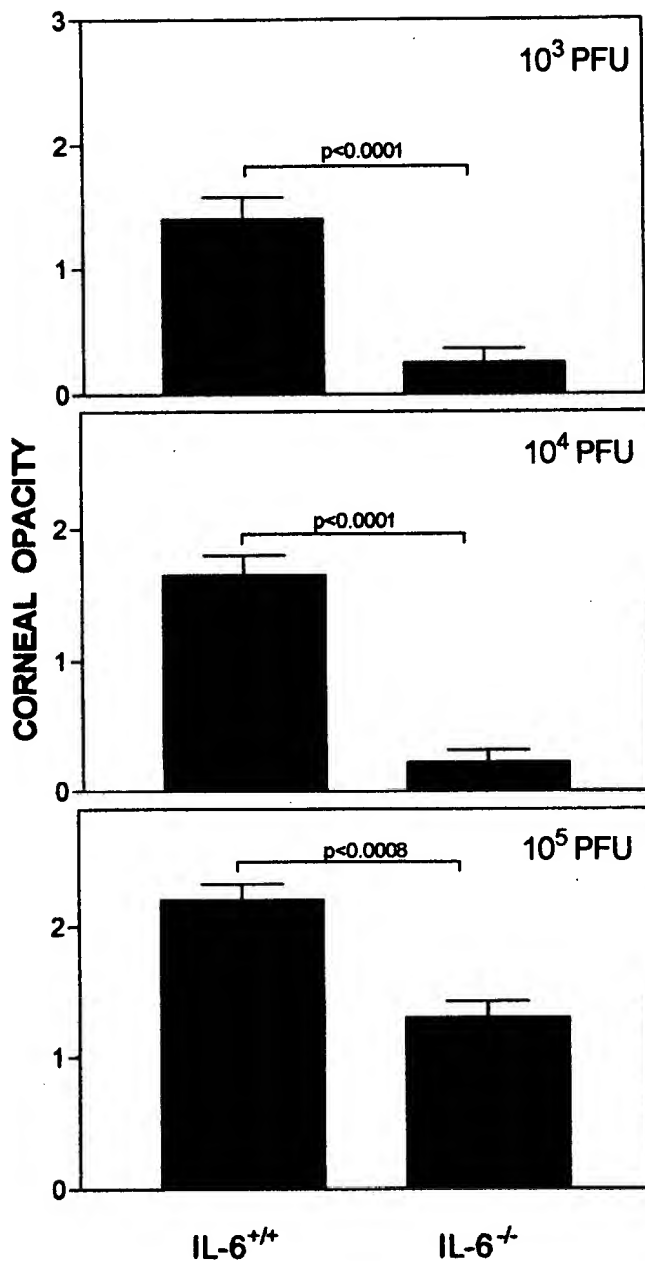 3
10³ PFU
2
p<0.0001
1
0
10⁴ PFU
2
p<0.0001
1
0
CORNEAL OPACITY
10⁵ PFU
p<0.0008
2
1
0
IL-6+/+ IL-6-/-